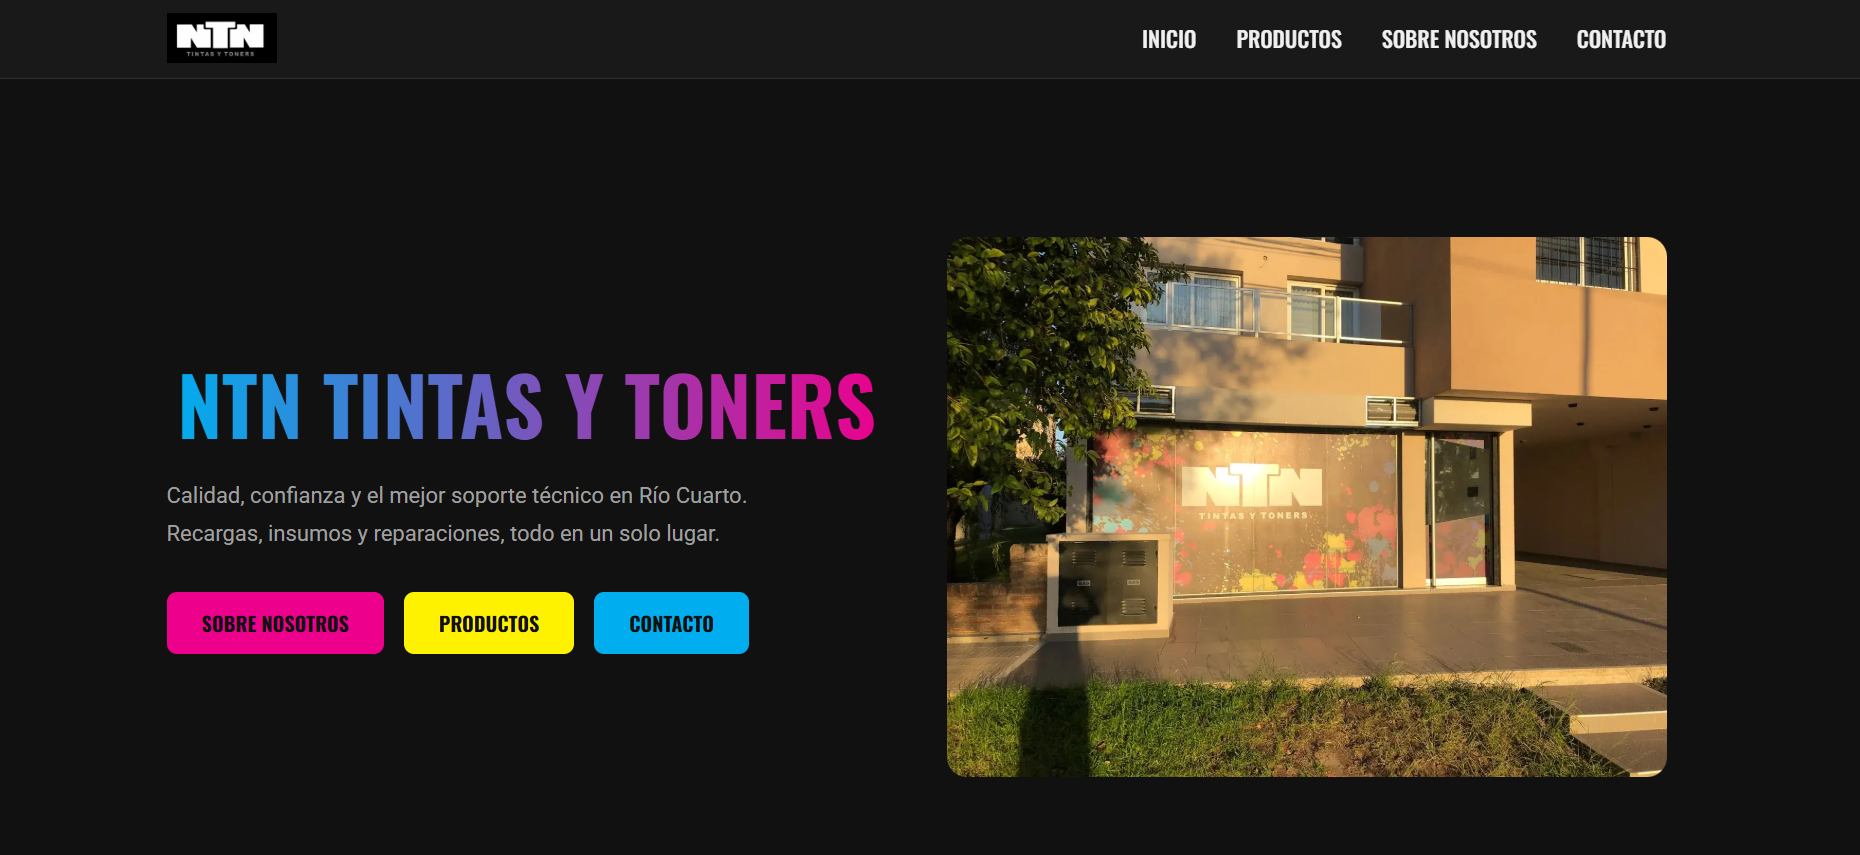 NTN
TINTAS Y TONERS
INICIO PRODUCTOS SOBRE NOSOTROS CONTACTO
NTN TINTAS Y TONERS
Calidad, confianza y el mejor soporte técnico en Río Cuarto.
Recargas, insumos y reparaciones, todo en un solo lugar.
SOBRE NOSOTROS PRODUCTOS CONTACTO
NTN
TINTAS Y TONERS